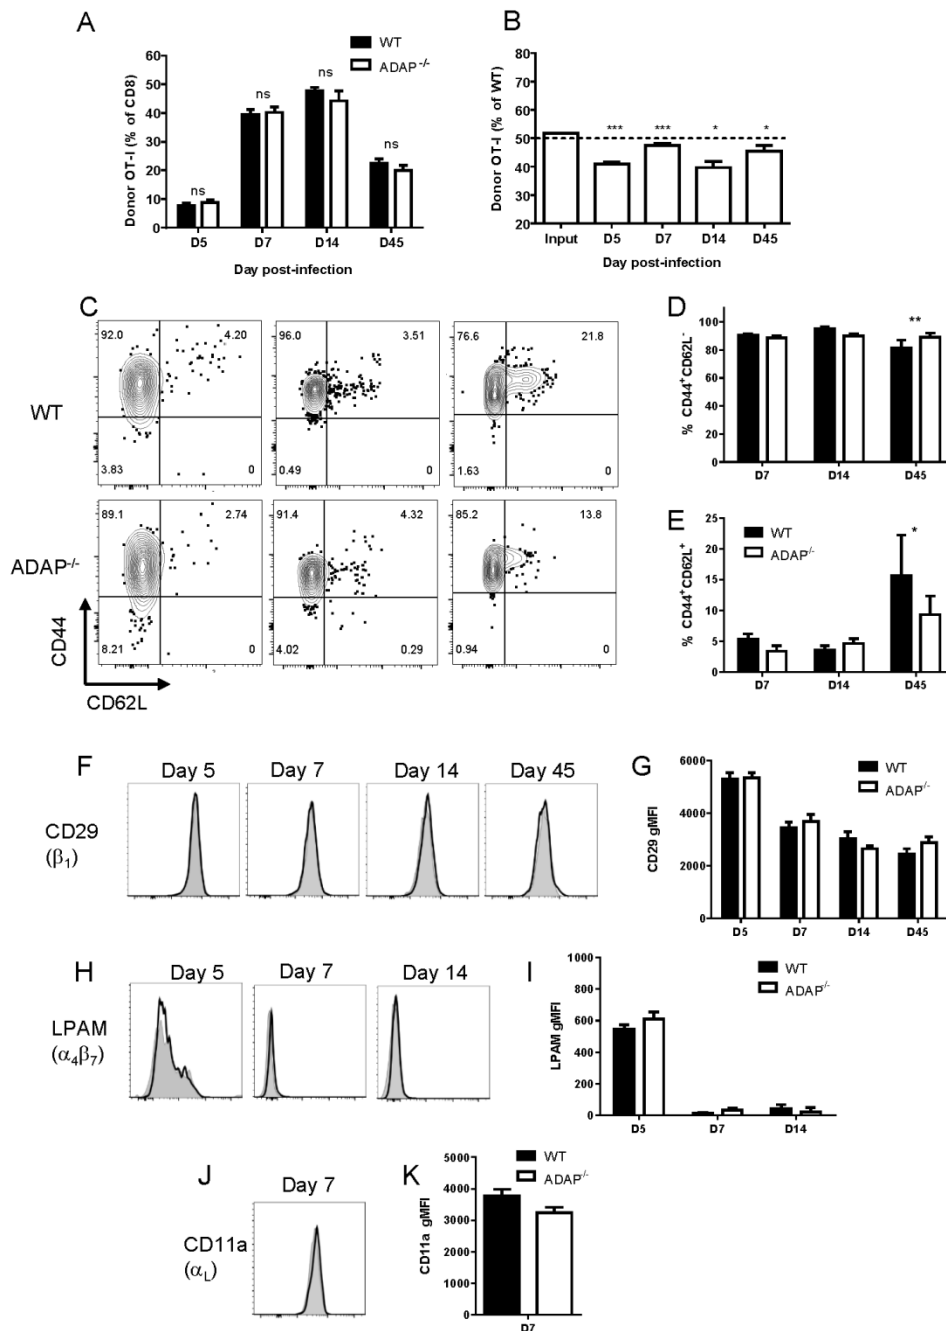 A
WT
ADAP-/-
Donor OT-I (% of CD8)
60
50
40
30
20
10
0
ns
ns
ns
ns
D5 D7 D14 D45
Day post-infection
B
Donor OT-I (% of WT)
90
80
70
60
50
40
30
20
*** *** * *
Input D5 D7 D14 D45
Day post-infection
C
WT
92.0 4.20
3.83 0
96.0 3.51
0.49 0
76.6 21.8
1.63 0
ADAP-/-
89.1 2.74
8.21 0
91.4 4.32
4.02 0.29
85.2 13.8
0.94 0
CD44
CD62L
D
% CD44+CD62L-
100
80
60
40
20
0
**
D7 D14 D45
E
% CD44+CD62L+
25
20
15
10
5
0
WT
ADAP-/-
*
D7 D14 D45
F
Day 5 Day 7 Day 14 Day 45
CD29
(β1)
G
CD29 gMFI
6000
4000
2000
0
WT
ADAP-/-
D5 D7 D14 D45
H
Day 5 Day 7 Day 14
LPAM
(α4β7)
I
LPAM gMFI
1000
800
600
400
200
0
WT
ADAP-/-
D5 D7 D14
J
Day 7
CD11a
(αL)
K
CD11a gMFI
5000
4000
3000
2000
1000
0
WT
ADAP-/-
D7